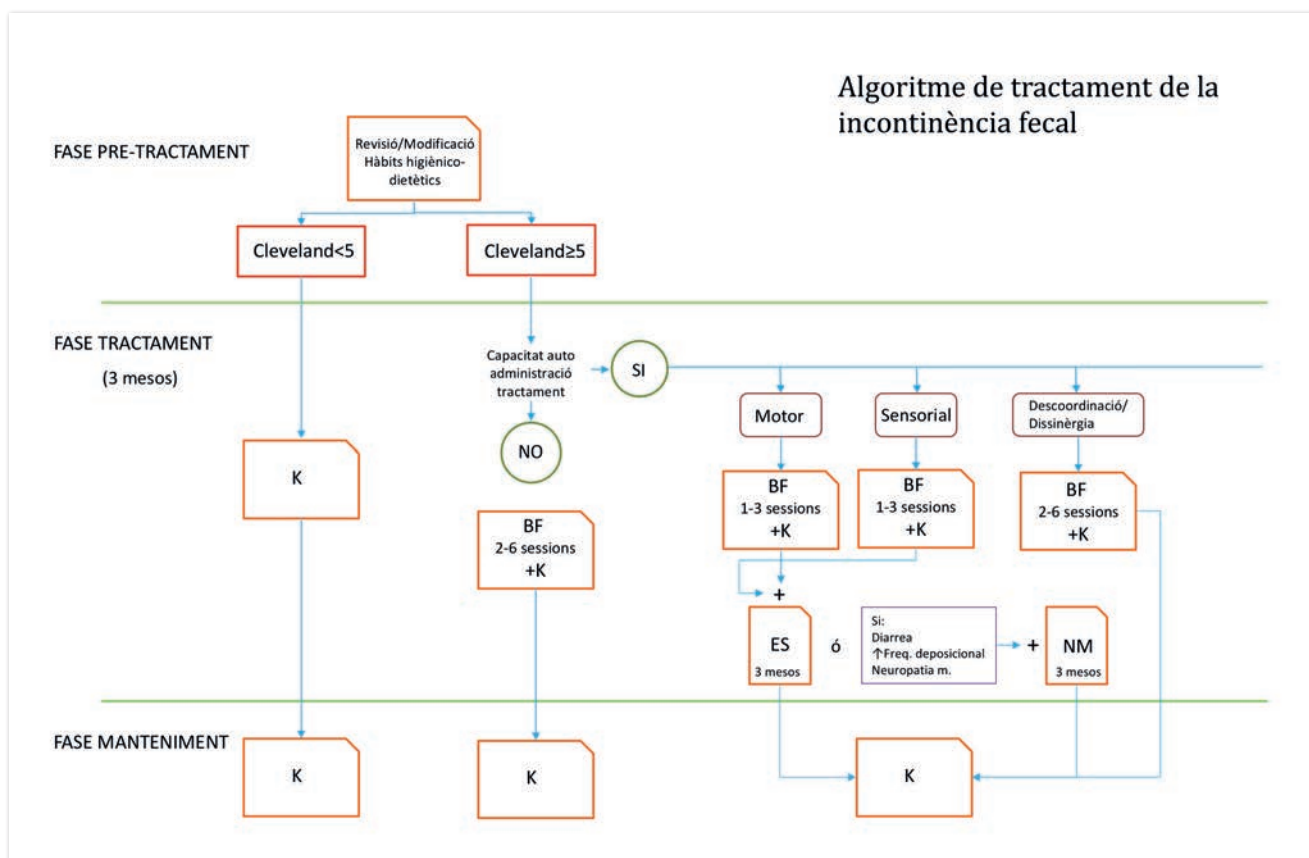 Algoritme de tractament de la
incontinència fecal
FASE PRE-TRACTAMENT
Revisió/Modificació
Hàbits higiènico-
dietètics
Cleveland<5
Cleveland≥5
FASE TRACTAMENT
(3 mesos)
Capacitat auto
administració
tractament
SI
NO
Motor
Sensorial
Descoordinació/
Dissinèrgia
K
BF
2-6 sessions
+K
BF
1-3 sessions
+K
BF
1-3 sessions
+K
BF
2-6 sessions
+K
+
ES
3 mesos
ó
Si:
Diarrea
↑Freq. deposicional
Neuropatia m.
+
NM
3 mesos
FASE MANTENIMENT
K
K
K